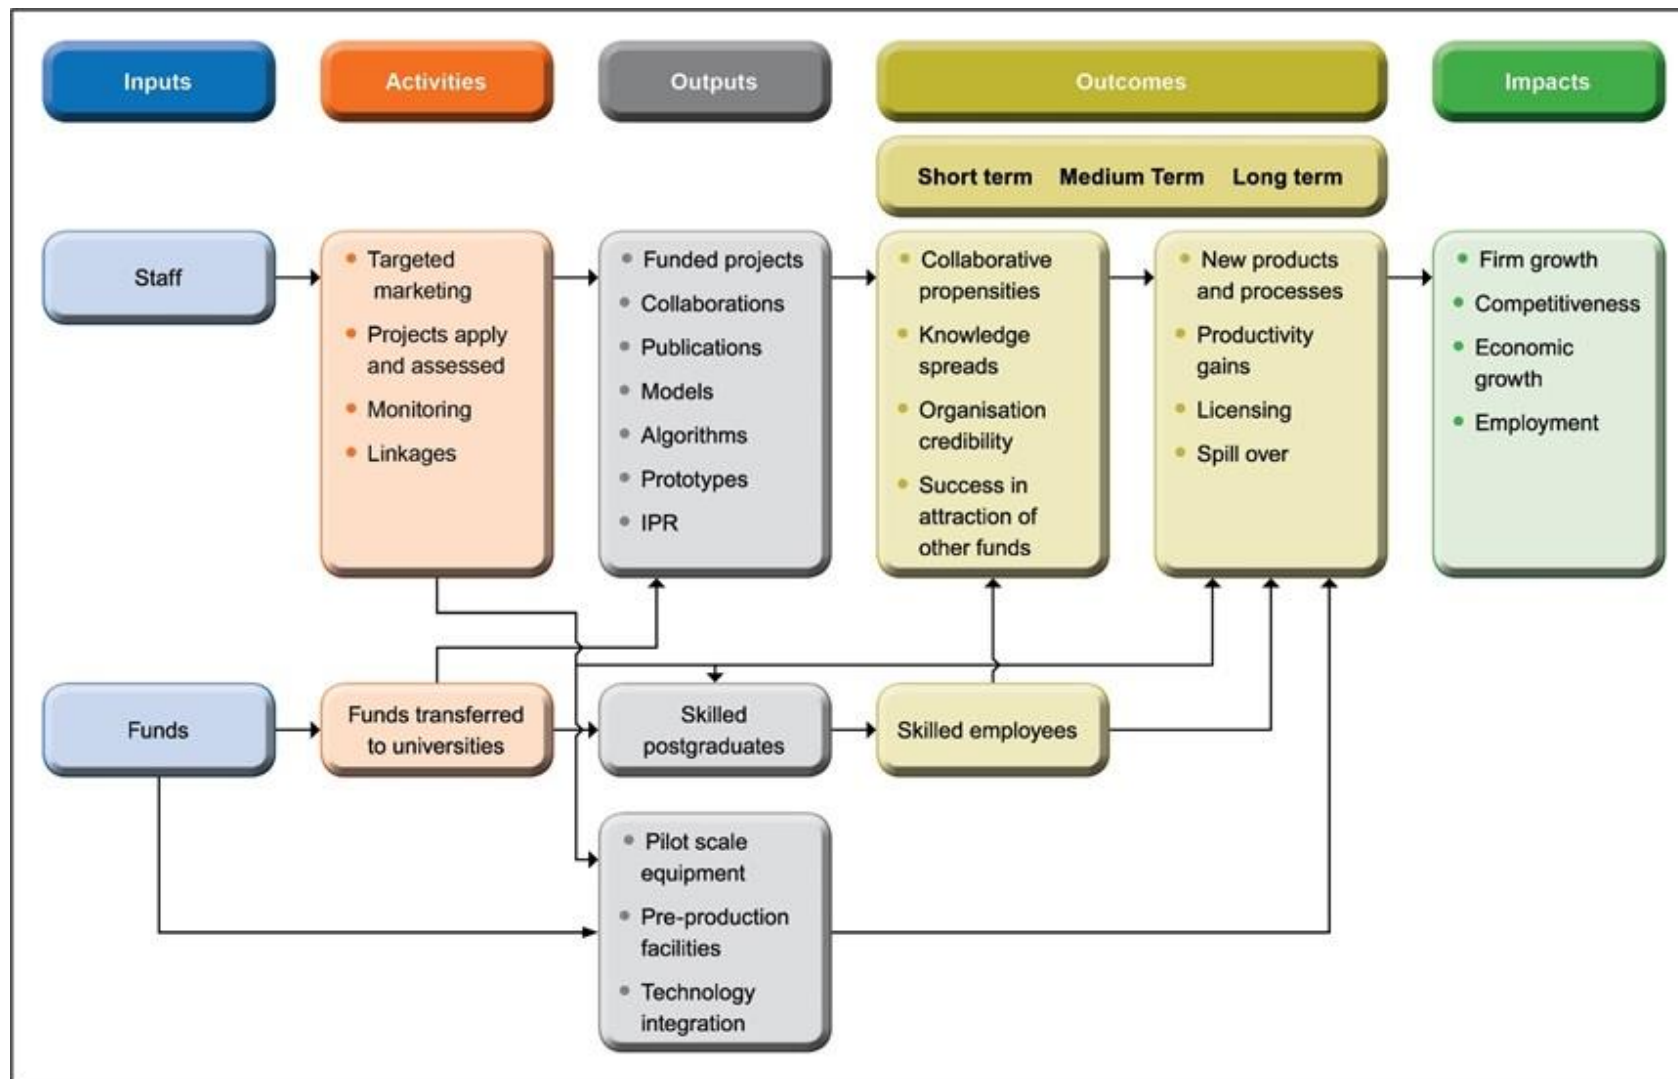 Inputs
Activities
Outputs
Outcomes
Impacts
Short term Medium Term Long term
Staff
Targeted
marketing
Projects apply
and assessed
Monitoring
Linkages
Funded projects
Collaborations
Publications
Models
Algorithms
Prototypes
IPR
Collaborative
propensities
Knowledge
spreads
Organisation
credibility
Success in
attraction of
other funds
New products
and processes
Productivity
gains
Licensing
Spill over
Firm growth
Competitiveness
Economic
growth
Employment
Funds
Funds transferred
to universities
Skilled
postgraduates
Skilled employees
Pilot scale
equipment
Pre-production
facilities
Technology
integration